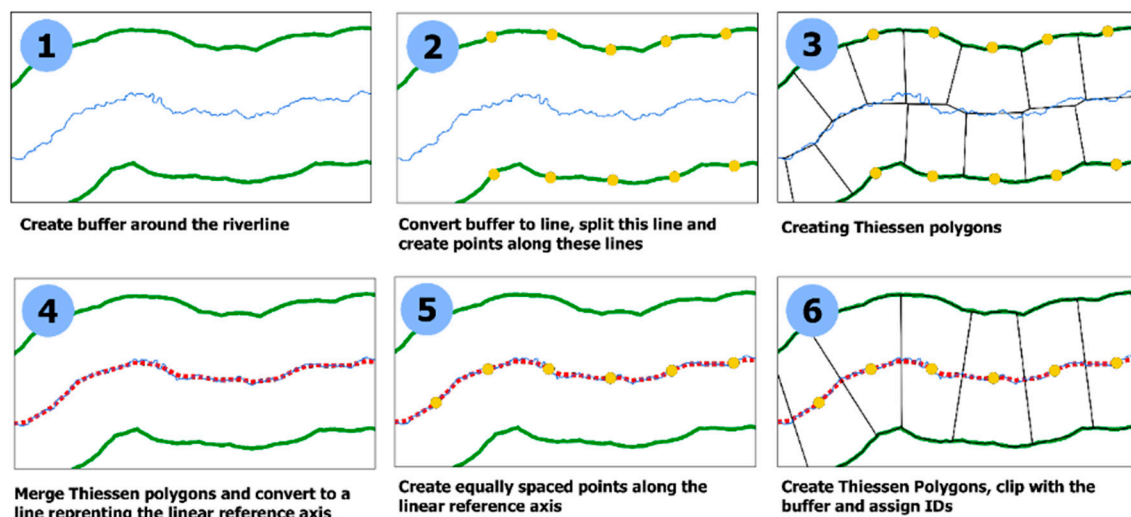 1
2
3
Create buffer around the riverline
Convert buffer to line, split this line and
create points along these lines
Creating Thiessen polygons
4
5
6
Merge Thiessen polygons and convert to a
line reprenting the linear reference axis
Create equally spaced points along the
linear reference axis
Create Thiessen Polygons, clip with the
buffer and assign IDs